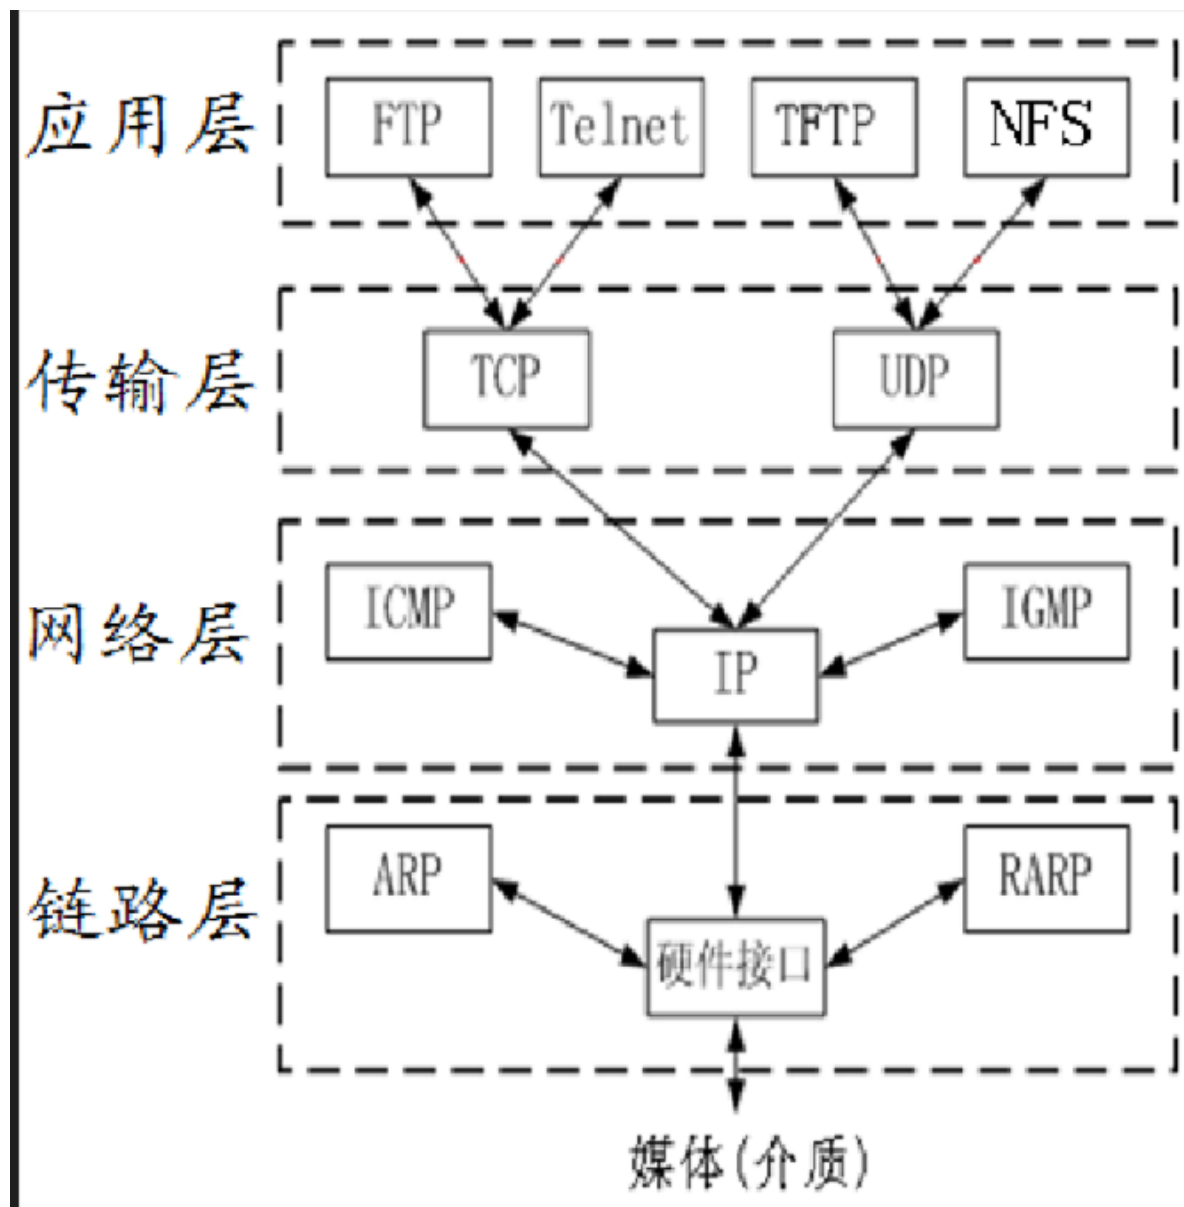 应用层
FTP
Telnet
TFTP
NFS
传输层
TCP
UDP
网络层
ICMP
IP
IGMP
链路层
ARP
RARP
硬件接口
媒体(介质)